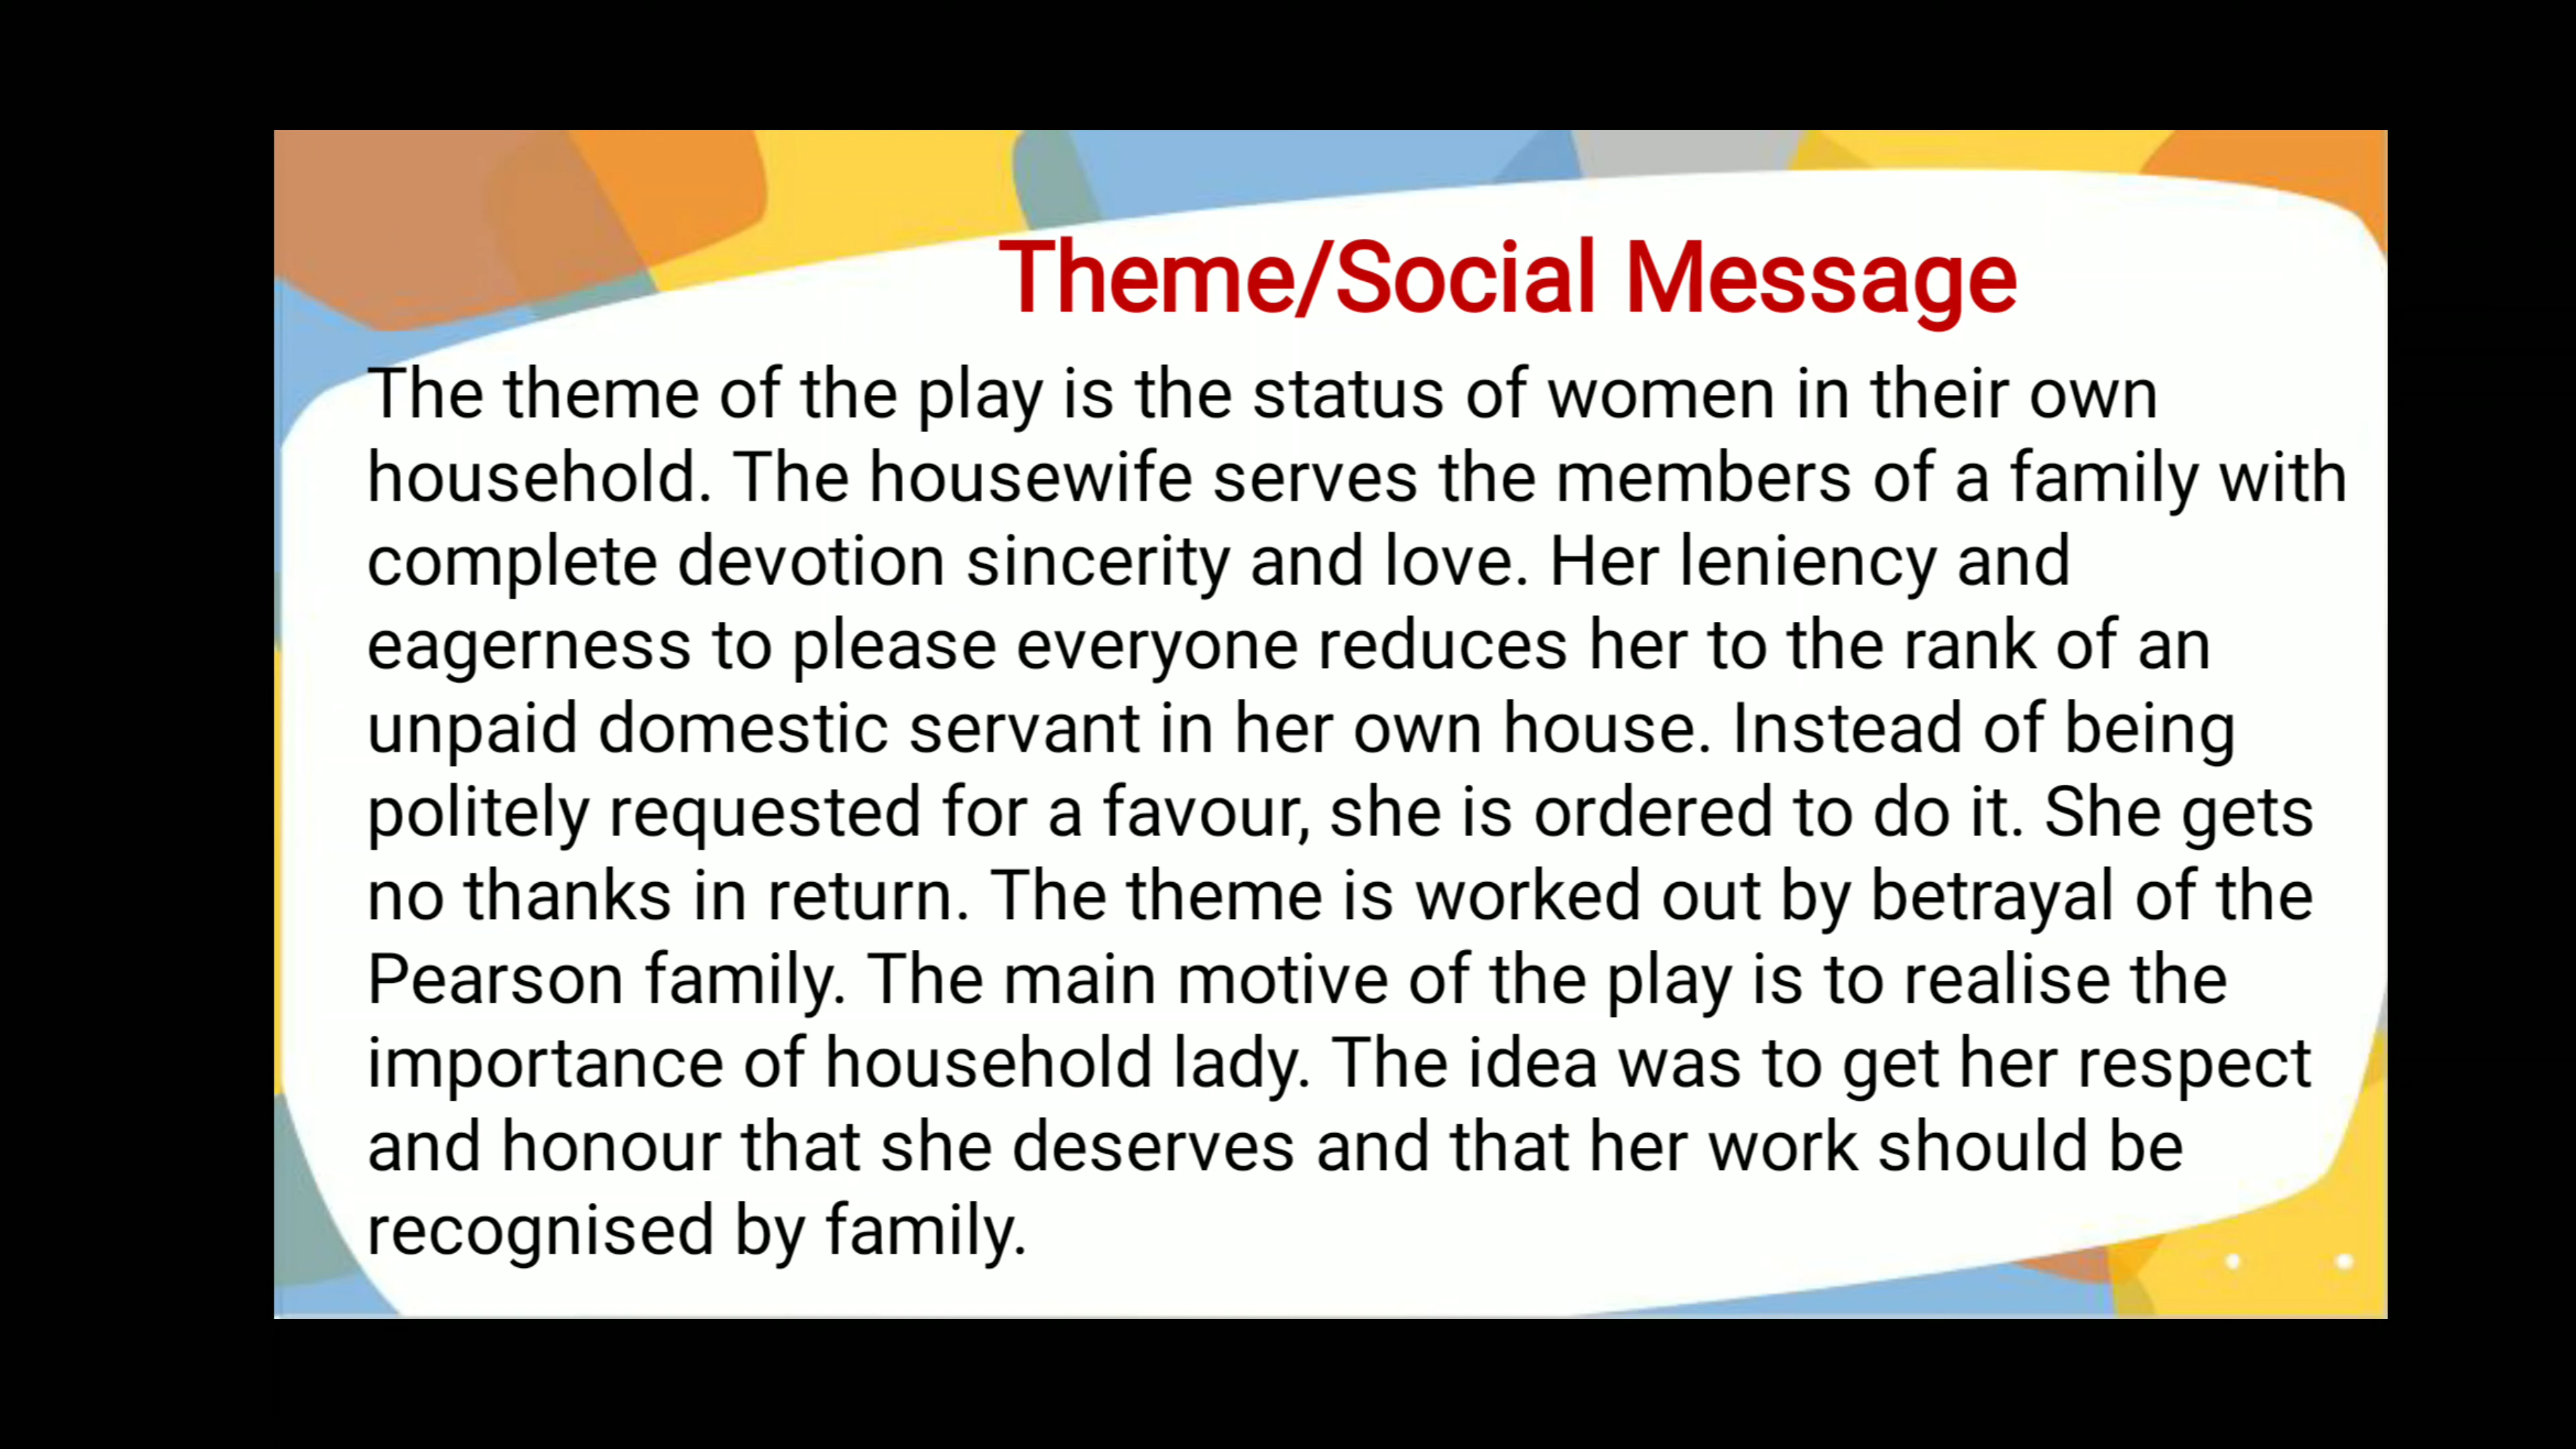 Theme/Social Message
The theme of the play is the status of women in their own
household. The housewife serves the members of a family with
complete devotion sincerity and love. Her leniency and
eagerness to please everyone reduces her to the rank of an
unpaid domestic servant in her own house. Instead of being
politely requested for a favour, she is ordered to do it. She gets
no thanks in return. The theme is worked out by betrayal of the
Pearson family. The main motive of the play is to realise the
importance of household lady. The idea was to get her respect
and honour that she deserves and that her work should be
recognised by family.